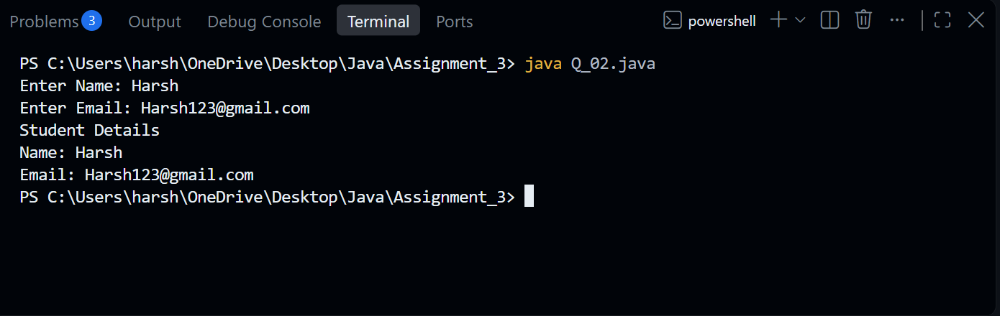 Problems 3 Output Debug Console Terminal Ports powershell
PS C:\Users\harsh\OneDrive\Desktop\Java\Assignment_3> java Q_02.java
Enter Name: Harsh
Enter Email: Harsh123@gmail.com
Student Details
Name: Harsh
Email: Harsh123@gmail.com
PS C:\Users\harsh\OneDrive\Desktop\Java\Assignment_3>